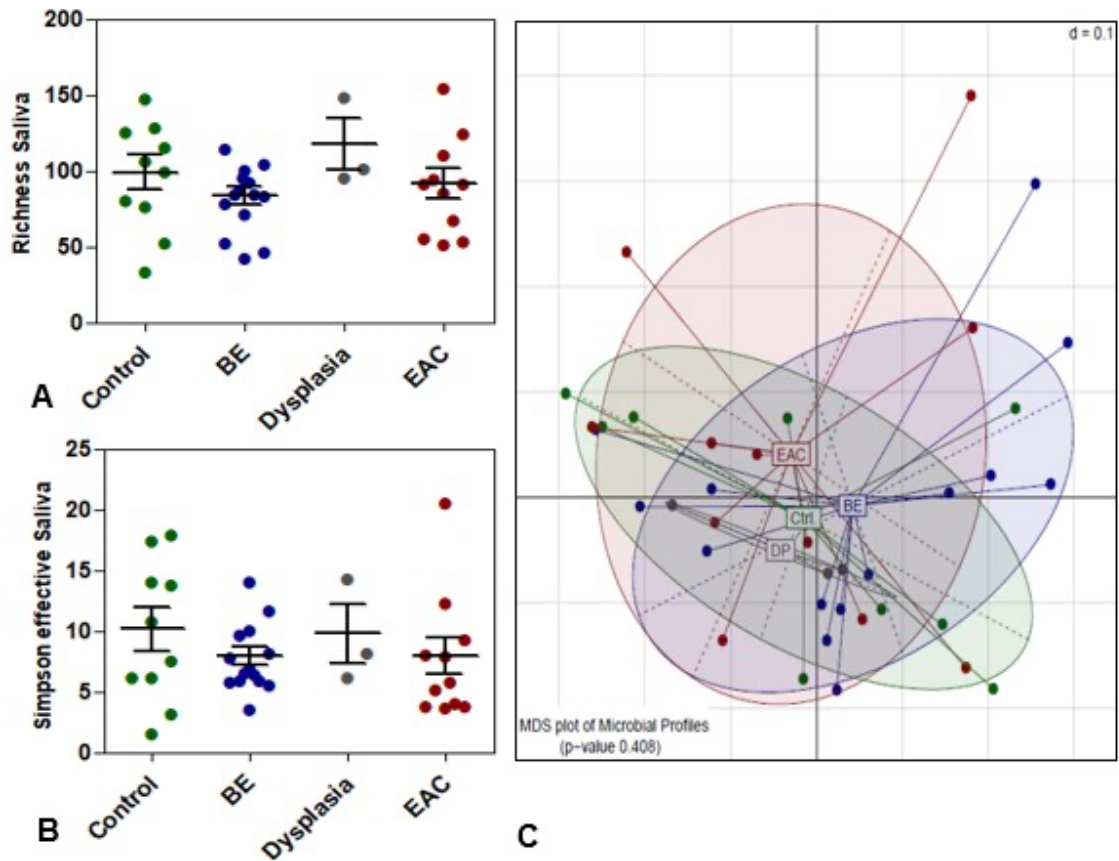 200
150
100
50
0
Richness Saliva
Control
BE
Dysplasia
EAC
A
25
20
15
10
5
0
Simpson effective Saliva
Control
BE
Dysplasia
EAC
B
d = 0.1
EAC
BE
Ctrl.
DP
MDS plot of Microbial Profiles
(p-value 0.408)
C